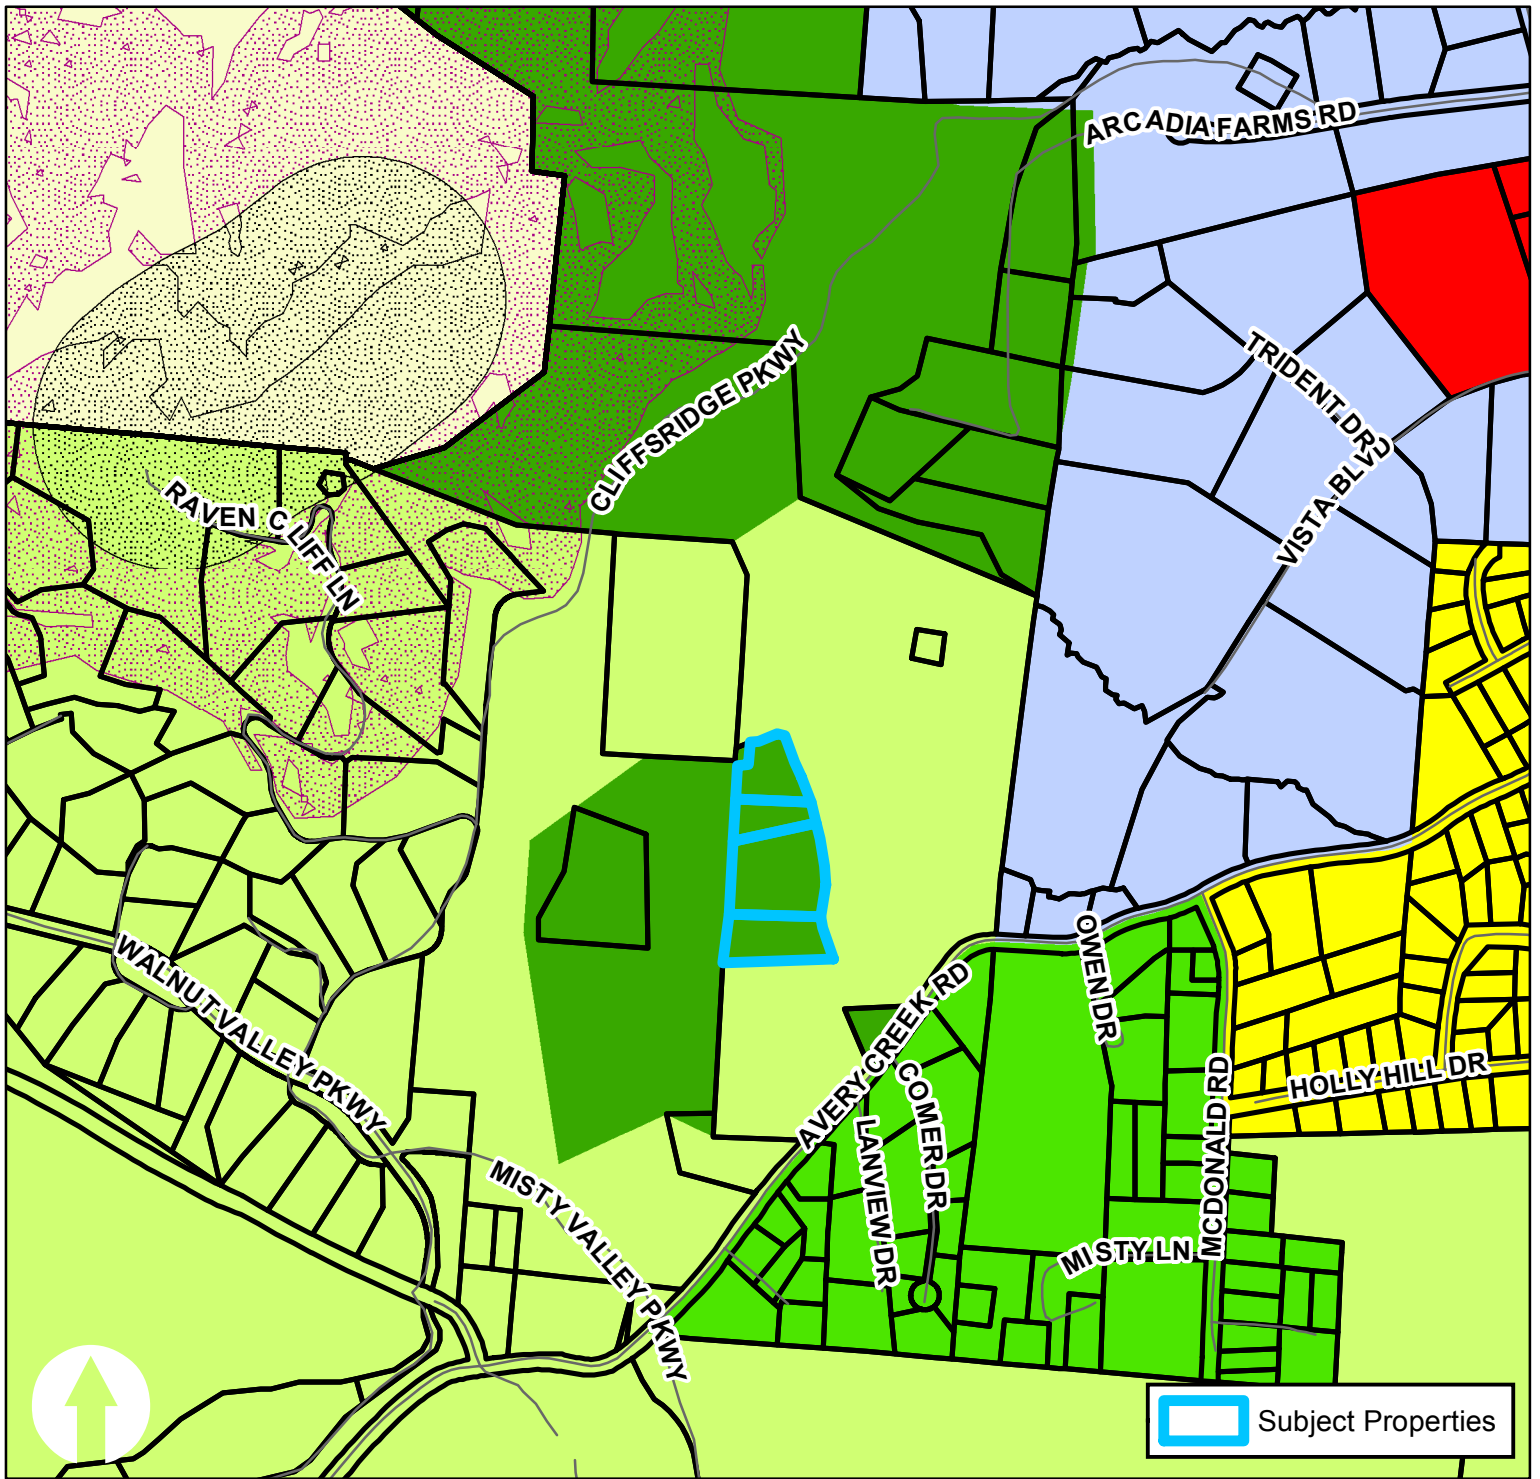 ARCADIA FARMS RD
TRIDENT DR
CLIFFSRIDGE PKWY
VISTA BLVD
RAVEN CLIFF LN
OWEN DR
WALNUT VALLEY PKWY
AVERY CREEK RD
COMER DR
HOLLY HILL DR
MCDONALD RD
LANVIEW DR
MISTY VALLEY PKWY
MISTY LN
Subject Properties